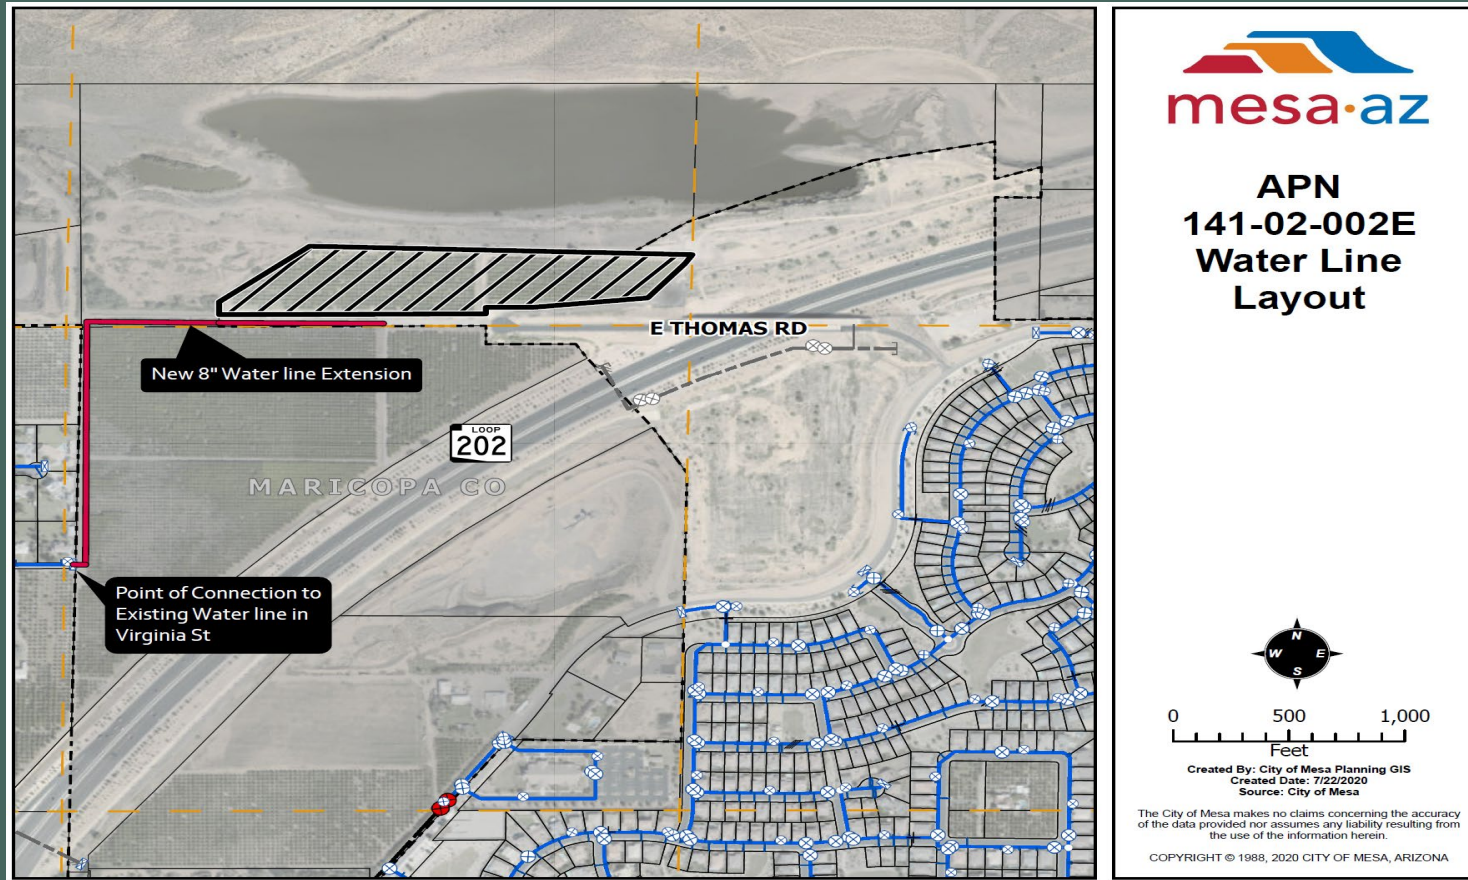 E THOMAS RD
New 8" Water line Extension
LOOP
202
MARICOPA CO
Point of Connection to
Existing Water line in
Virginia St
mesa·az
APN
141-02-002E
Water Line
Layout
N
W E
S
0 500 1,000
Feet
Created By: City of Mesa Planning GIS
Created Date: 7/22/2020
Source: City of Mesa
The City of Mesa makes no claims concerning the accuracy
of the data provided nor assumes any liability resulting from
the use of the information herein.
COPYRIGHT © 1988, 2020 CITY OF MESA, ARIZONA